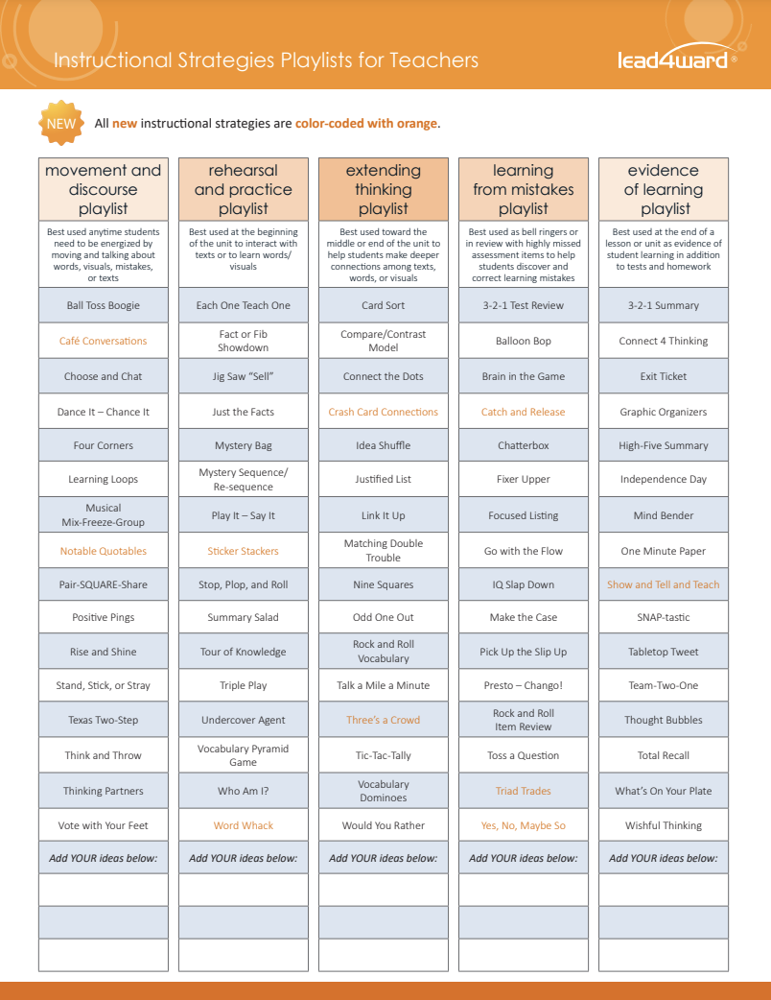 Instructional Strategies Playlists for Teachers
lead4ward®
NEW
All new instructional strategies are color-coded with orange.
movement and
discourse
playlist
Best used anytime students
need to be energized by
moving and talking about
words, visuals, mistakes,
or texts
Ball Toss Boogie
Café Conversations
Choose and Chat
Dance It – Chance It
Four Corners
Learning Loops
Musical
Mix-Freeze-Group
Notable Quotables
Pair-SQUARE-Share
Positive Pings
Rise and Shine
Stand, Stick, or Stray
Texas Two-Step
Think and Throw
Thinking Partners
Vote with Your Feet
Add YOUR ideas below:
rehearsal
and practice
playlist
Best used at the beginning
of the unit to interact with
texts or to learn words/
visuals
Each One Teach One
Fact or Fib
Showdown
Jig Saw “Sell”
Just the Facts
Mystery Bag
Mystery Sequence/
Re-sequence
Play It – Say It
Sticker Stackers
Stop, Plop, and Roll
Summary Salad
Tour of Knowledge
Triple Play
Undercover Agent
Vocabulary Pyramid
Game
Who Am I?
Word Whack
Add YOUR ideas below:
extending
thinking
playlist
Best used toward the
middle or end of the unit to
help students make deeper
connections among texts,
words, or visuals
Card Sort
Compare/Contrast
Model
Connect the Dots
Crash Card Connections
Idea Shuffle
Justified List
Link It Up
Matching Double
Trouble
Nine Squares
Odd One Out
Rock and Roll
Vocabulary
Talk a Mile a Minute
Three’s a Crowd
Tic-Tac-Tally
Vocabulary
Dominoes
Would You Rather
Add YOUR ideas below:
learning
from mistakes
playlist
Best used as bell ringers or
in review with highly missed
assessment items to help
students discover and
correct learning mistakes
3-2-1 Test Review
Balloon Bop
Brain in the Game
Catch and Release
Chatterbox
Fixer Upper
Focused Listing
Go with the Flow
IQ Slap Down
Make the Case
Pick Up the Slip Up
Presto – Chango!
Rock and Roll
Item Review
Toss a Question
Triad Trades
Yes, No, Maybe So
Add YOUR ideas below:
evidence
of learning
playlist
Best used at the end of a
lesson or unit as evidence of
student learning in addition
to tests and homework
3-2-1 Summary
Connect 4 Thinking
Exit Ticket
Graphic Organizers
High-Five Summary
Independence Day
Mind Bender
One Minute Paper
Show and Tell and Teach
SNAP-tastic
Tabletop Tweet
Team-Two-One
Thought Bubbles
Total Recall
What’s On Your Plate
Wishful Thinking
Add YOUR ideas below: